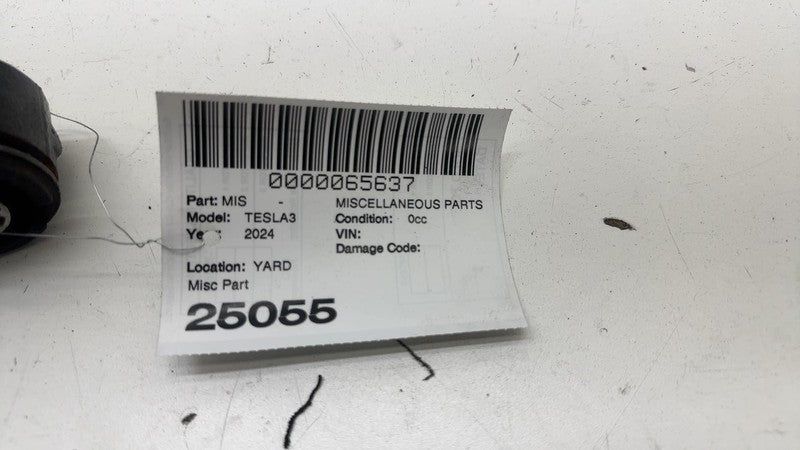 0000065637
Part: MIS - MISCELLANEOUS PARTS
Model: TESLA3 Condition: 0cc
2024 VIN:
Damage Code:
Location: YARD
Misc Part
25055